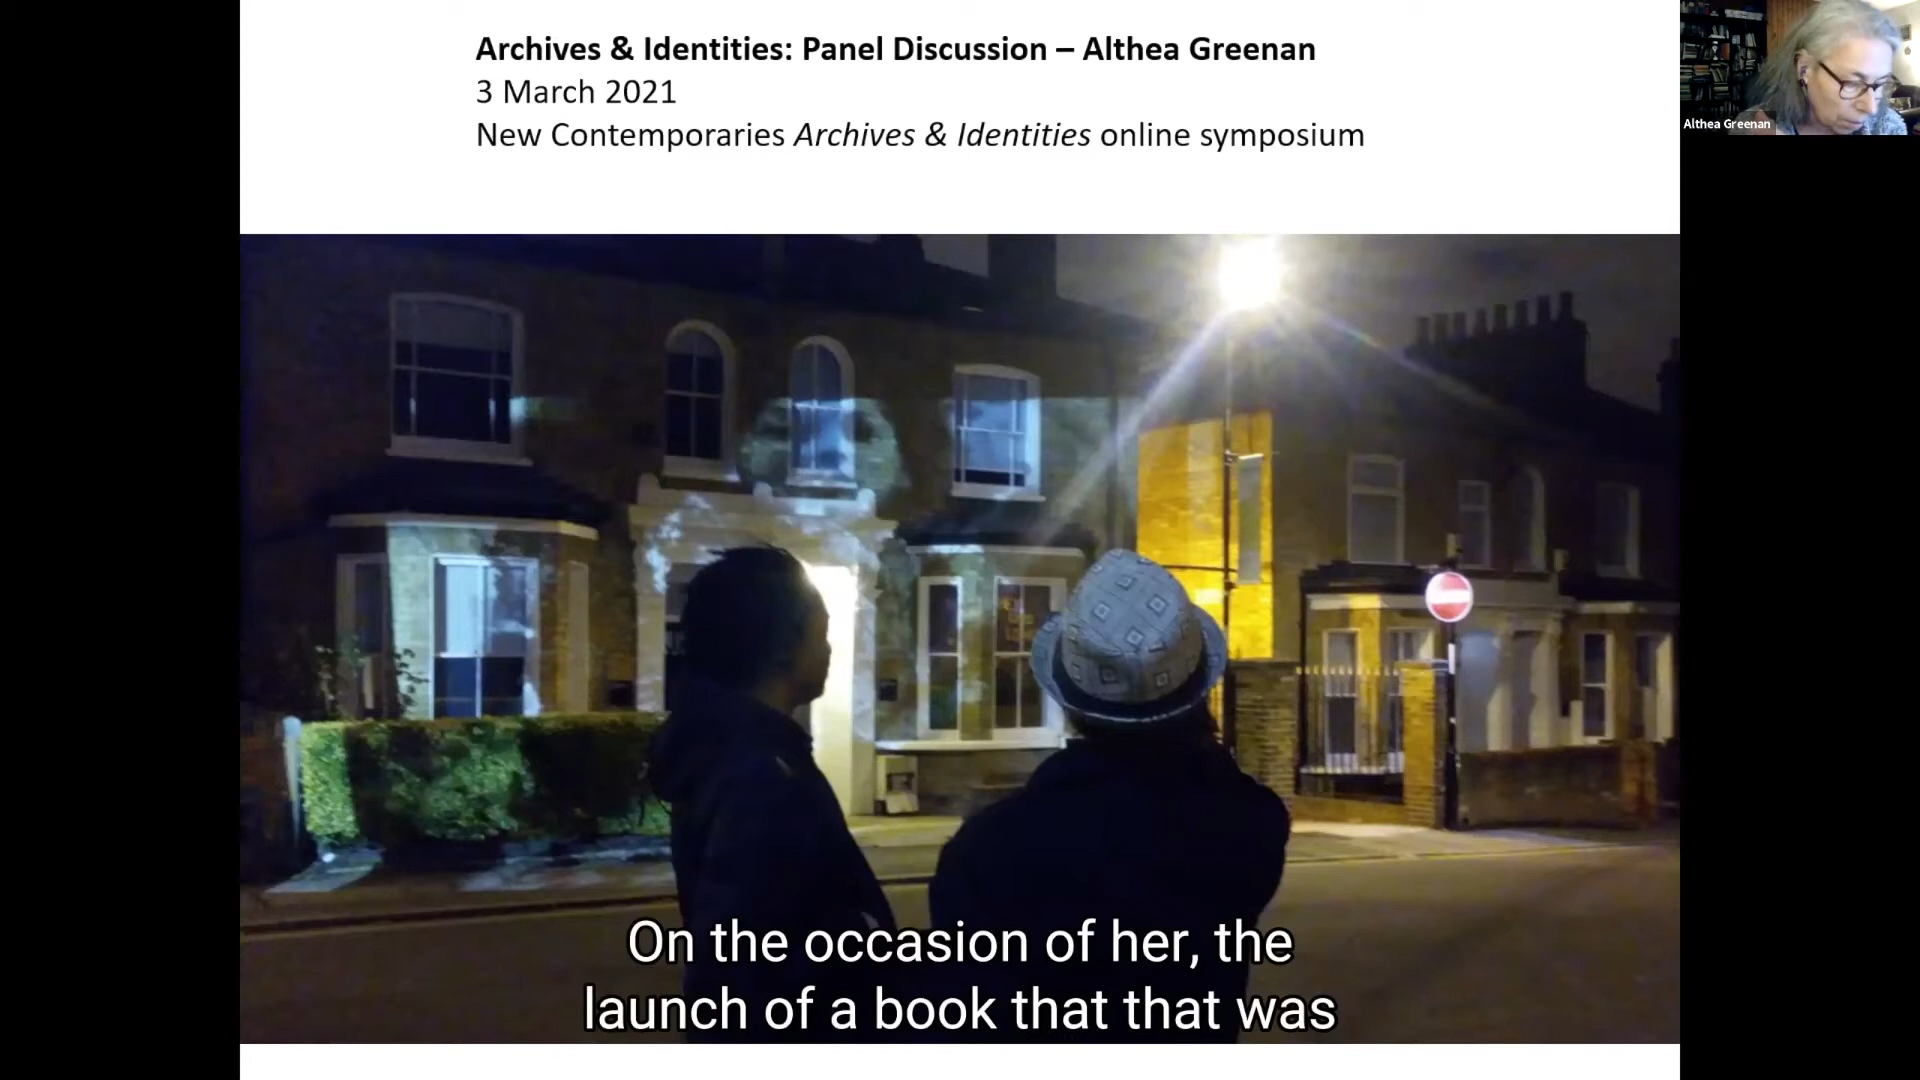 Archives & Identities: Panel Discussion – Althea Greenan
3 March 2021
New Contemporaries Archives & Identities online symposium
Althea Greenan
On the occasion of her, the
launch of a book that that was